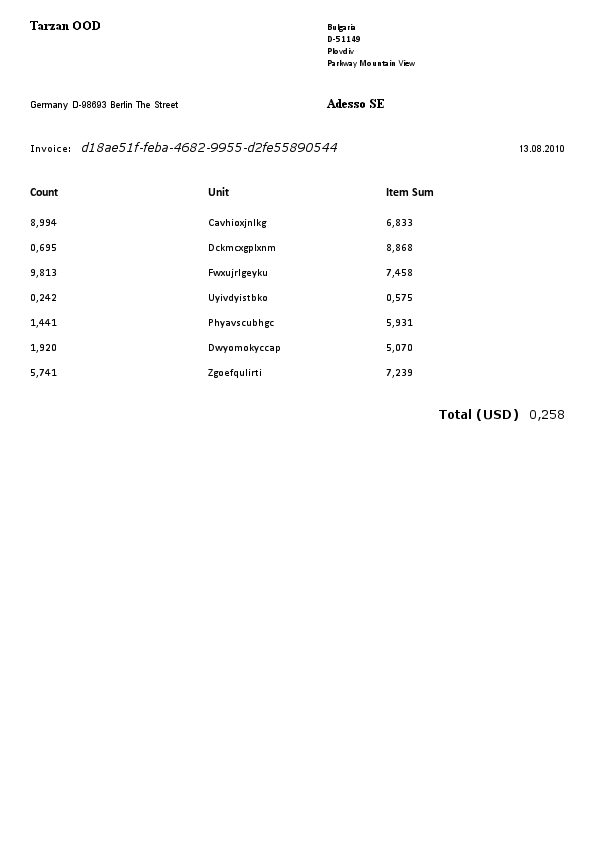 Tarzan OOD
Bulgaria
D-51149
Plovdiv
Parkway Mountain View
Germany D-98693 Berlin The Street
Adesso SE
Invoice: d18ae51f-feba-4682-9955-d2fe55890544 13.08.2010
Count Unit Item Sum
8,994 Cavhioxjnlkg 6,833
0,695 Dckmcxgplxnm 8,868
9,813 Fwxujrlgeyku 7,458
0,242 Uyivdyistbko 0,575
1,441 Phyavscubhgc 5,931
1,920 Dwyomokyccap 5,070
5,741 Zgoefqulirti 7,239
Total (USD) 0,258